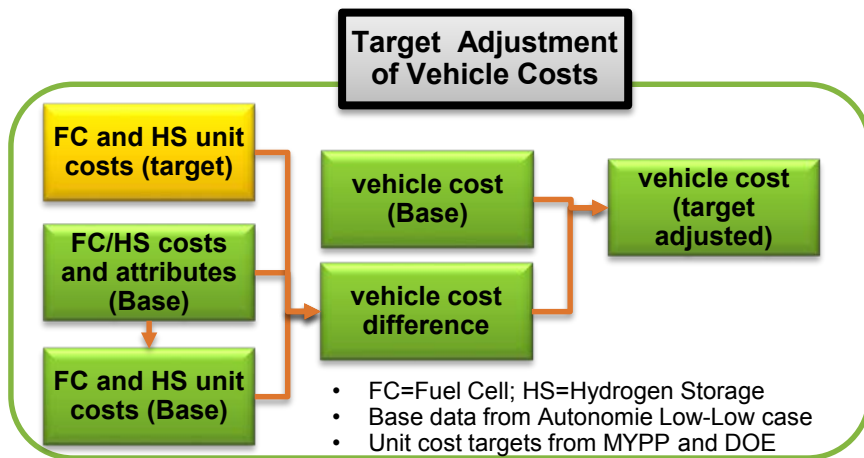 Target Adjustment
of Vehicle Costs
FC and HS unit
costs (target)
FC/HS costs
and attributes
(Base)
FC and HS unit
costs (Base)
vehicle cost
(Base)
vehicle cost
difference
vehicle cost
(target
adjusted)
• FC=Fuel Cell; HS=Hydrogen Storage
• Base data from Autonomie Low-Low case
• Unit cost targets from MYPP and DOE